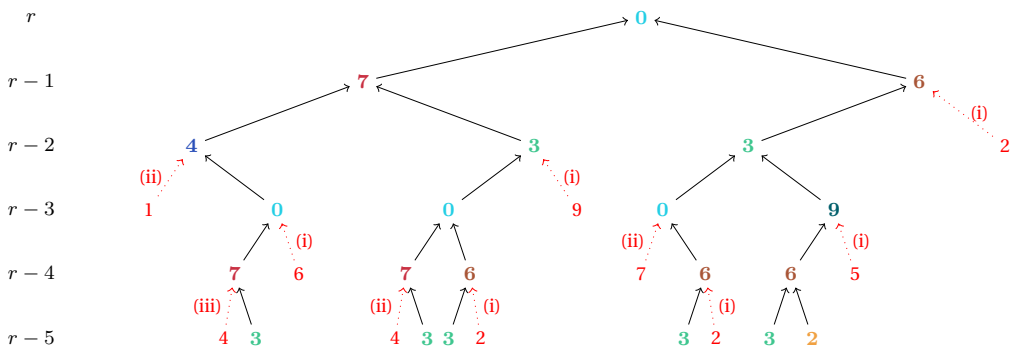 r 0
r − 1 7 6
(i)
r − 2 4 3 3 2
(ii) (i)
r − 3 1 0 0 9 0 9
(i) (ii) (i)
r − 4 7 6 7 6 7 6 6 5
(iii) (ii) (i) (i)
r − 5 4 3 4 3 3 2 3 2 3 2